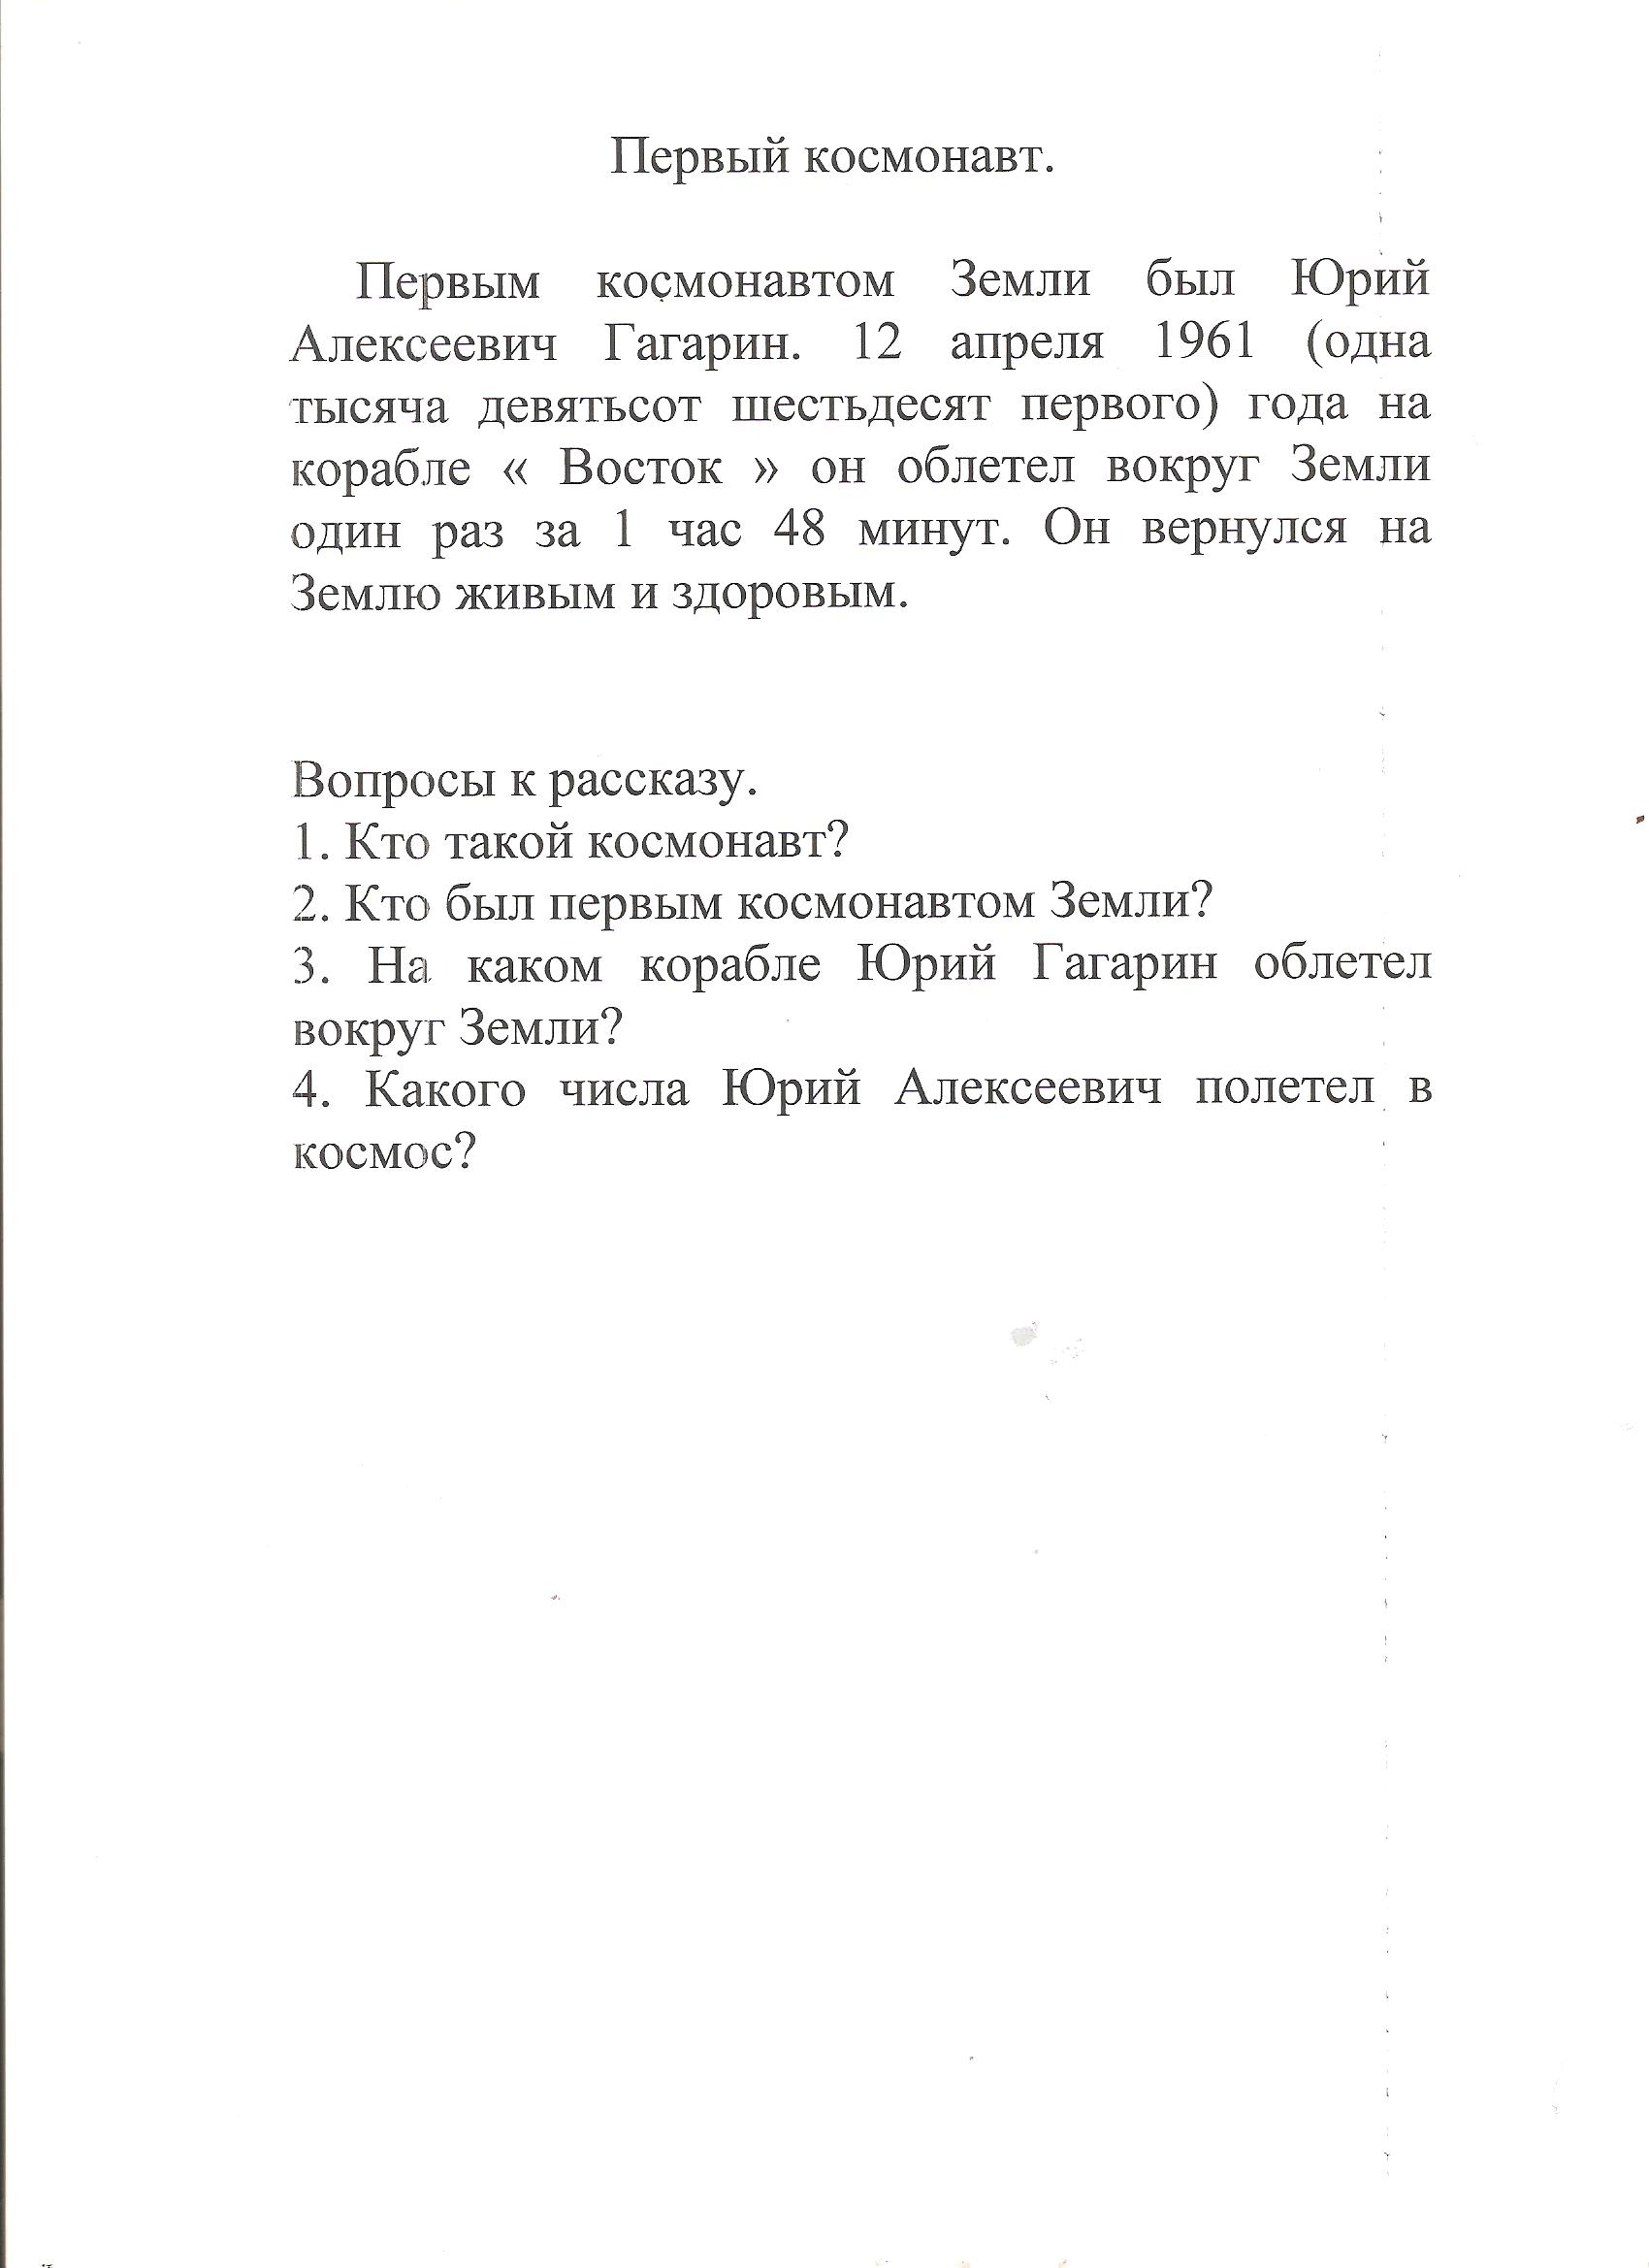 Первый космонавт.
Первым космонавтом Земли был Юрий
Алексеевич Гагарин. 12 апреля 1961 (одна
тысяча девятьсот шестьдесят первого) года на
корабле « Восток » он облетел вокруг Земли
один раз за 1 час 48 минут. Он вернулся на
Землю живым и здоровым.
Вопросы к рассказу.
1. Кто такой космонавт?
2. Кто был первым космонавтом Земли?
3. На каком корабле Юрий Гагарин облетел
вокруг Земли?
4. Какого числа Юрий Алексеевич полетел в
космос?